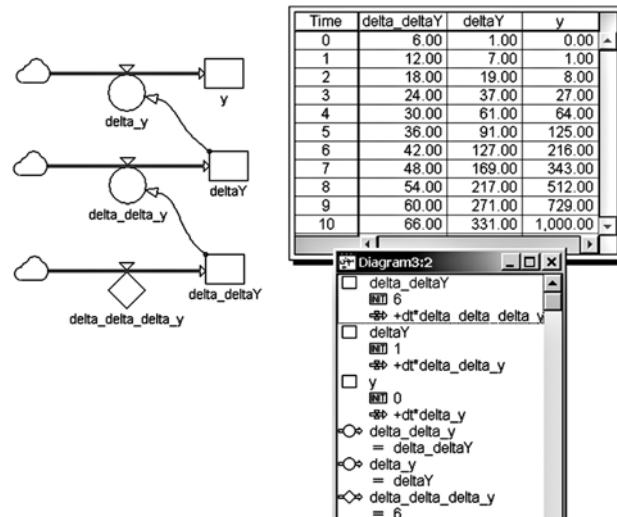 y
delta_y
deltaY
delta_delta_y
delta_deltaY
delta_delta_delta_y
Time delta_deltaY deltaY y
0 6.00 1.00 0.00
1 12.00 7.00 1.00
2 18.00 19.00 8.00
3 24.00 37.00 27.00
4 30.00 61.00 64.00
5 36.00 91.00 125.00
6 42.00 127.00 216.00
7 48.00 169.00 343.00
8 54.00 217.00 512.00
9 60.00 271.00 729.00
10 66.00 331.00 1,000.00
Diagram3:2
delta_deltaY
INIT 6
+dt*delta_delta_delta_y
deltaY
INIT 1
+dt*delta_delta_y
y
INIT 0
+dt*delta_y
delta_delta_y
= delta_deltaY
delta_y
= deltaY
delta_delta_delta_y
= 6